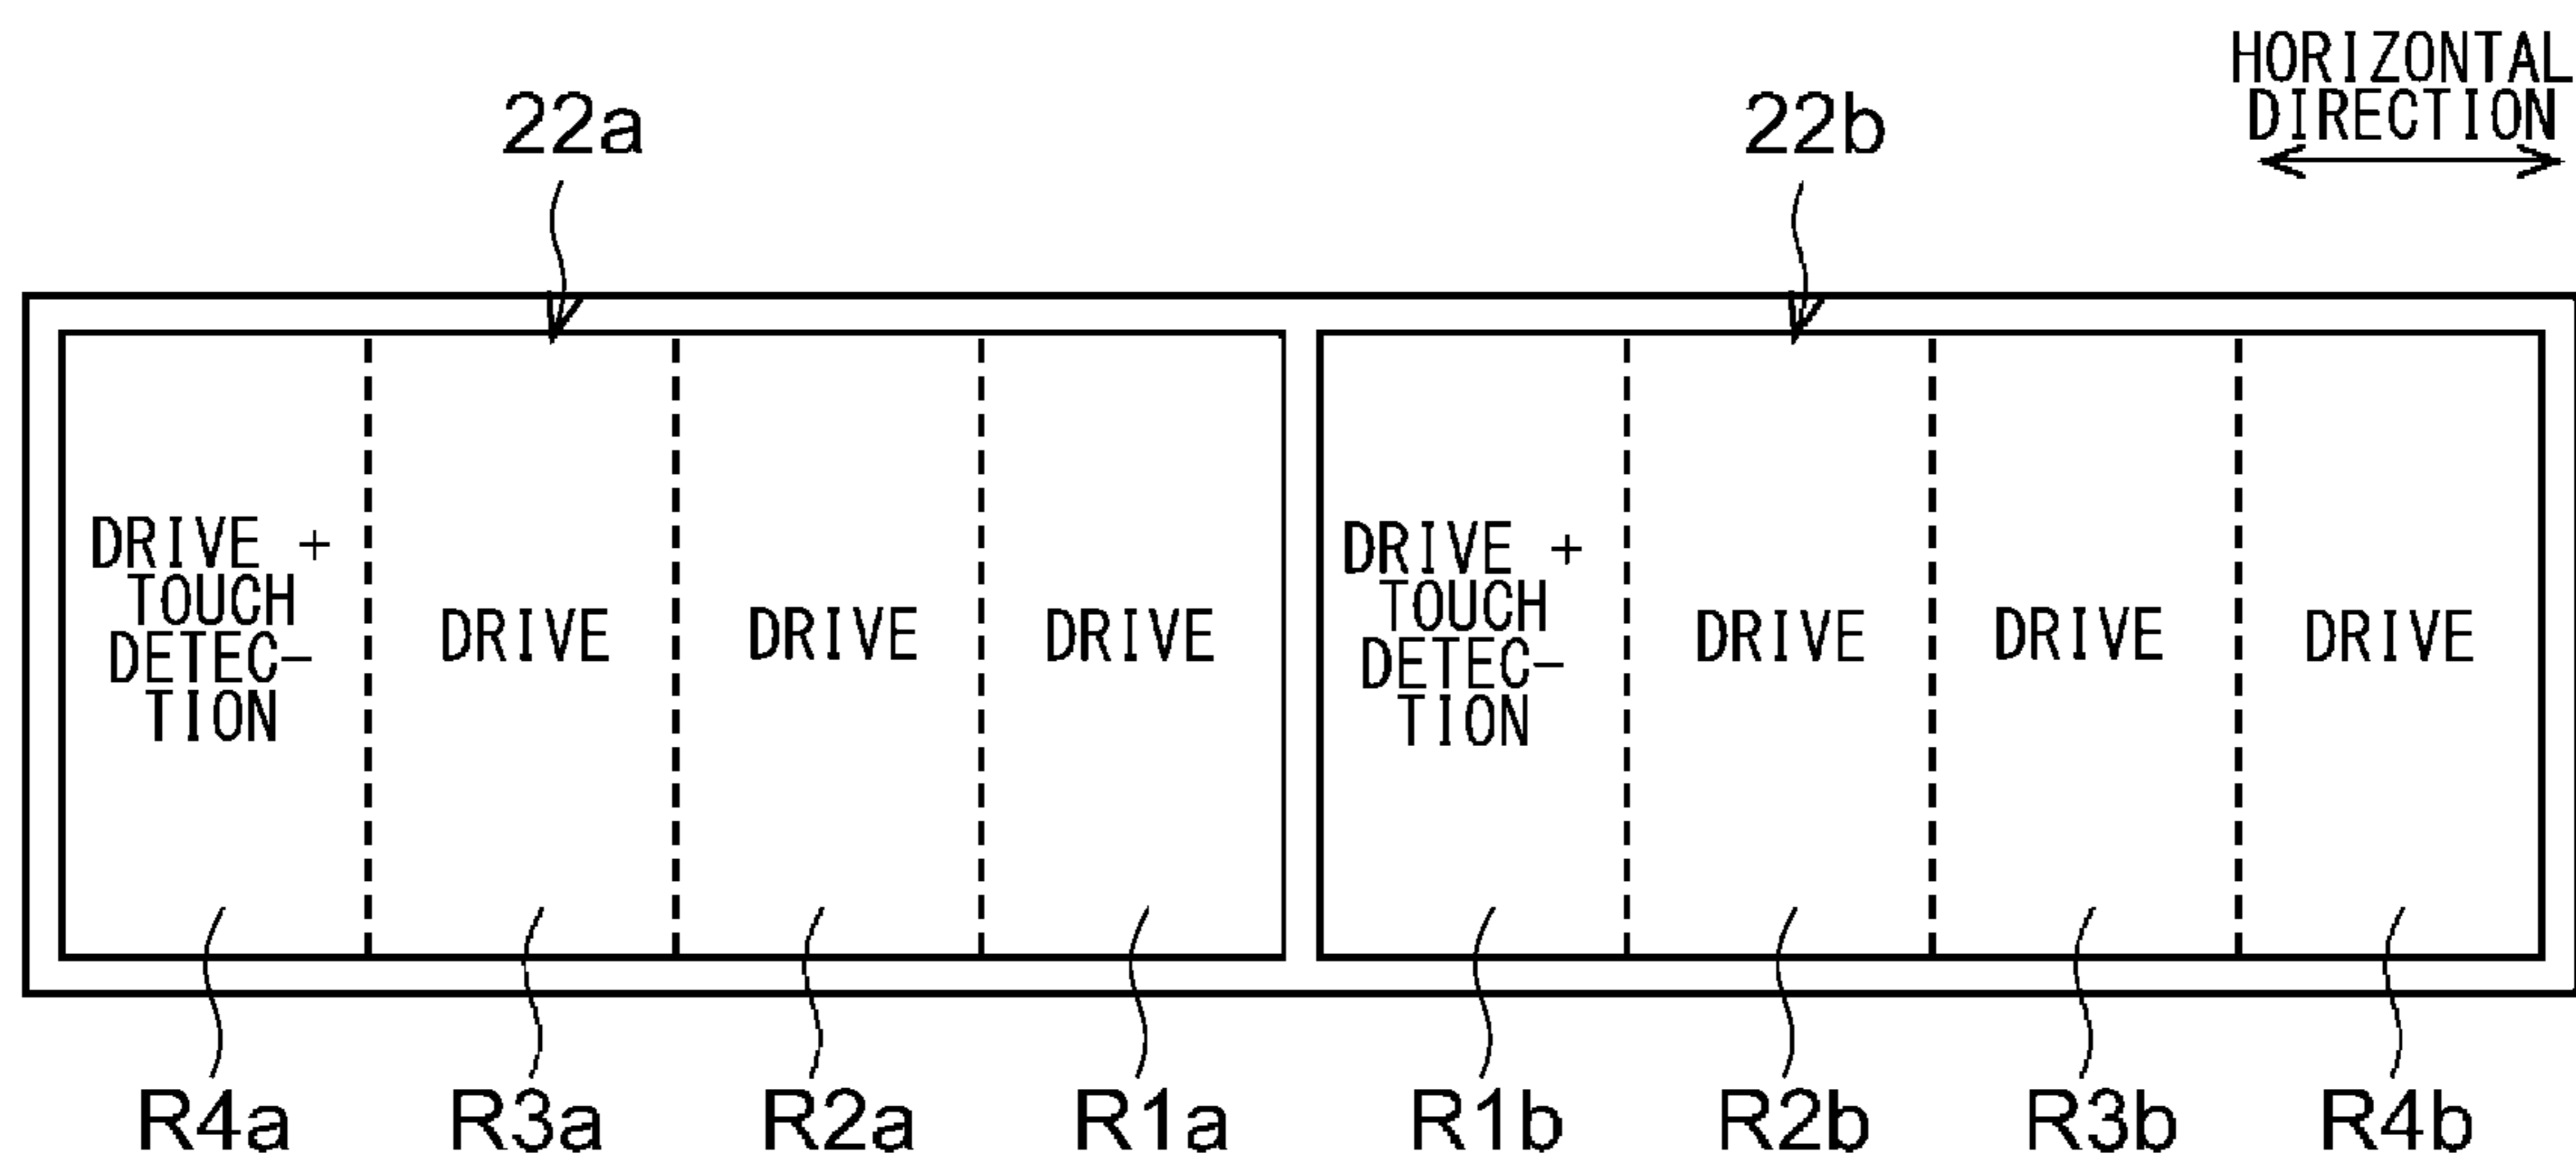 HORIZONTAL
DIRECTION
22a
22b
DRIVE +
TOUCH
DETEC-
TION
DRIVE
DRIVE
DRIVE
DRIVE +
TOUCH
DETEC-
TION
DRIVE
DRIVE
DRIVE
R4a
R3a
R2a
R1a
R1b
R2b
R3b
R4b